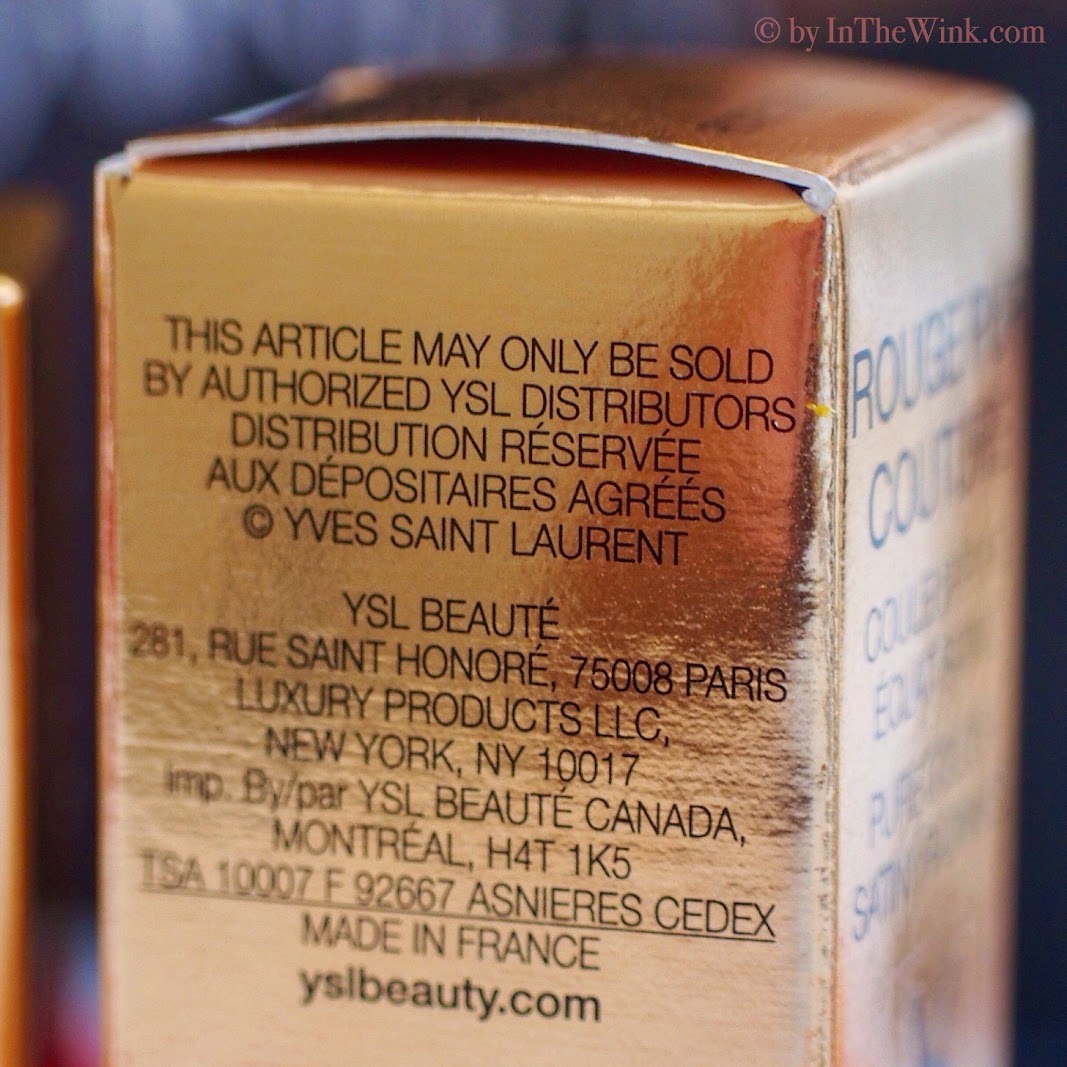 © by InTheWink.com
THIS ARTICLE MAY ONLY BE SOLD
BY AUTHORIZED YSL DISTRIBUTORS
DISTRIBUTION RÉSERVÉE
AUX DÉPOSITAIRES AGRÉÉS
© YVES SAINT LAURENT
YSL BEAUTÉ
281, RUE SAINT HONORÉ, 75008 PARIS
LUXURY PRODUCTS LLC,
NEW YORK, NY 10017
imp. By/par YSL BEAUTÉ CANADA,
MONTRÉAL, H4T 1K5
TSA 10007 F 92667 ASNIERES CEDEX
MADE IN FRANCE
yslbeauty.com
ROUGE